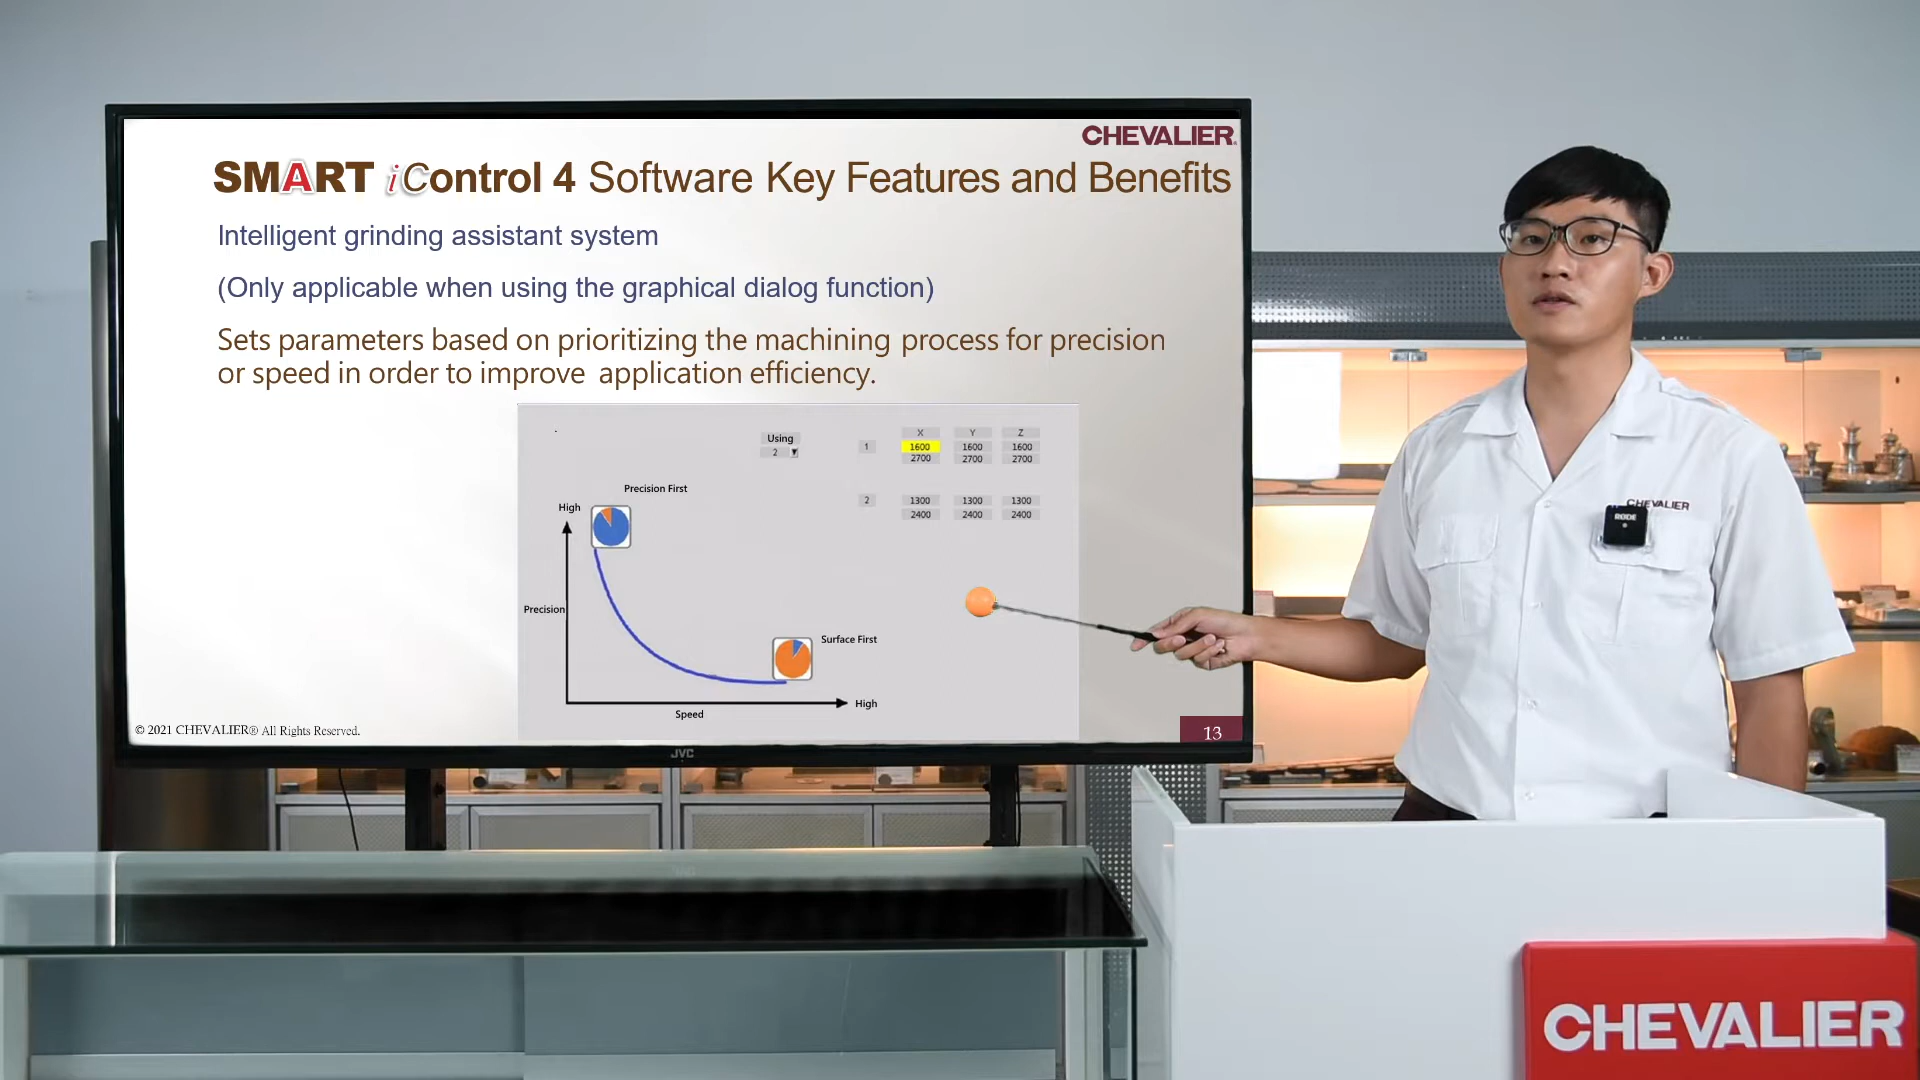 CHEVALIER
SMART iControl 4 Software Key Features and Benefits
Intelligent grinding assistant system
(Only applicable when using the graphical dialog function)
Sets parameters based on prioritizing the machining process for precision
or speed in order to improve application efficiency.
Using
2
X Y Z
1 1600 1600 1600
2700 2700 2700
2 1300 1300 1300
2400 2400 2400
Precision First
High
Precision
Surface First
High
Speed
© 2021 CHEVALIER® All Rights Reserved.
13
JVC
CHEVALIER
RODE
CHEVALIER